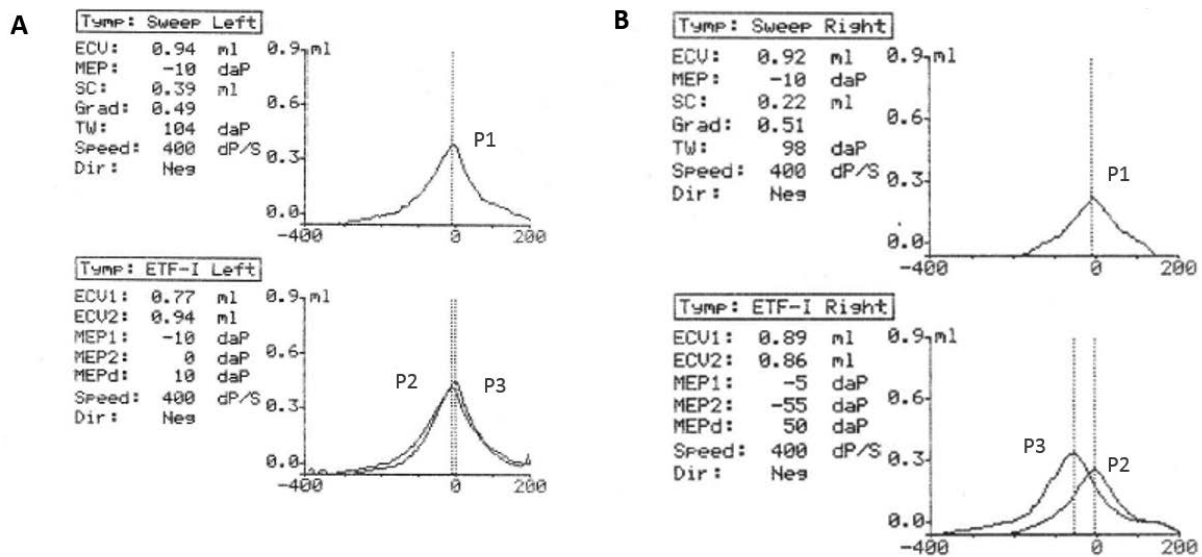 A
Tymp: Sweep Left
ECV: 0.94 ml
MEP: -10 daP
SC: 0.39 ml
Grad: 0.49
TW: 104 daP
Speed: 400 dP/S
Dir: Neg
0.9 ml
0.6
0.3
0.0
-400 0 200
P1
Tymp: ETF-I Left
ECV1: 0.77 ml
ECV2: 0.94 ml
MEP1: -10 daP
MEP2: 0 daP
MEPd: 10 daP
Speed: 400 dP/S
Dir: Neg
0.9 ml
0.6
0.3
0.0
-400 0 200
P2 P3
B
Tymp: Sweep Right
ECV: 0.92 ml
MEP: -10 daP
SC: 0.22 ml
Grad: 0.51
TW: 98 daP
Speed: 400 dP/S
Dir: Neg
0.9 ml
0.6
0.3
0.0
-400 0 200
P1
Tymp: ETF-I Right
ECV1: 0.89 ml
ECV2: 0.86 ml
MEP1: -5 daP
MEP2: -55 daP
MEPd: 50 daP
Speed: 400 dP/S
Dir: Neg
0.9 ml
0.6
0.3
0.0
-400 0 200
P3 P2